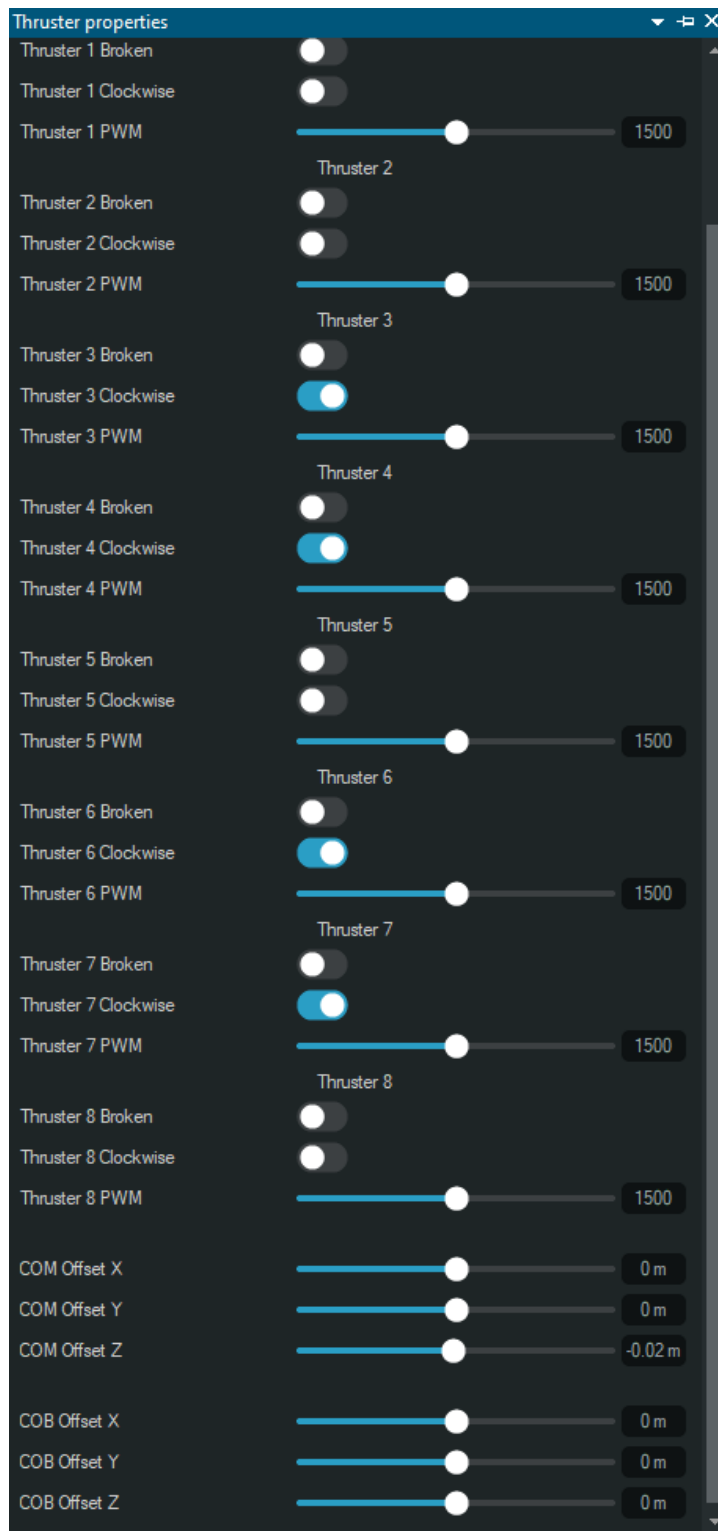 Thruster properties
Thruster 1 Broken
Thruster 1 Clockwise
Thruster 1 PWM 1500
Thruster 2
Thruster 2 Broken
Thruster 2 Clockwise
Thruster 2 PWM 1500
Thruster 3
Thruster 3 Broken
Thruster 3 Clockwise
Thruster 3 PWM 1500
Thruster 4
Thruster 4 Broken
Thruster 4 Clockwise
Thruster 4 PWM 1500
Thruster 5
Thruster 5 Broken
Thruster 5 Clockwise
Thruster 5 PWM 1500
Thruster 6
Thruster 6 Broken
Thruster 6 Clockwise
Thruster 6 PWM 1500
Thruster 7
Thruster 7 Broken
Thruster 7 Clockwise
Thruster 7 PWM 1500
Thruster 8
Thruster 8 Broken
Thruster 8 Clockwise
Thruster 8 PWM 1500
COM Offset X 0 m
COM Offset Y 0 m
COM Offset Z -0.02 m
COB Offset X 0 m
COB Offset Y 0 m
COB Offset Z 0 m